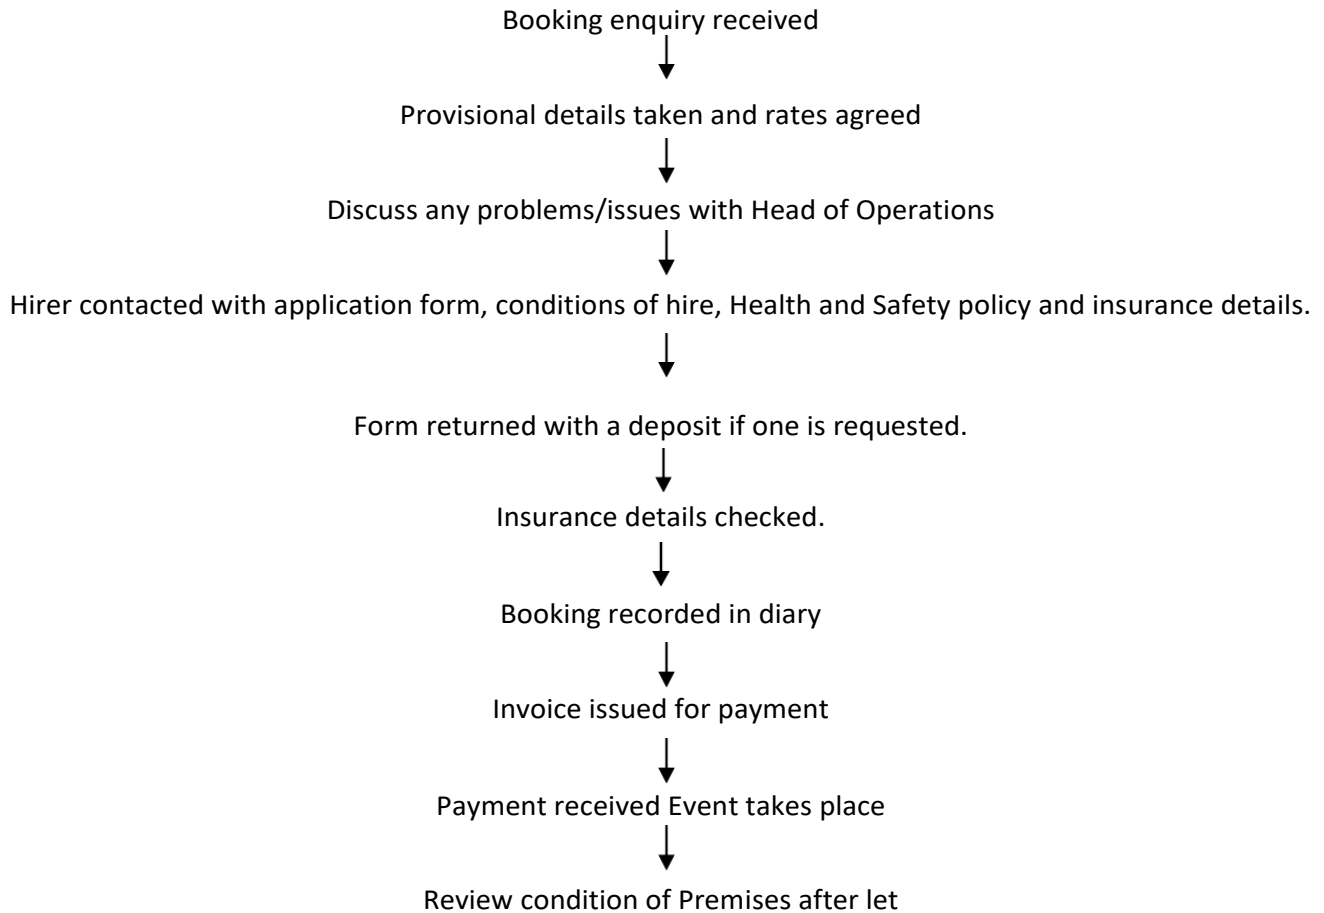 Booking enquiry received
Provisional details taken and rates agreed
Discuss any problems/issues with Head of Operations
Hirer contacted with application form, conditions of hire, Health and Safety policy and insurance details.
Form returned with a deposit if one is requested.
Insurance details checked.
Booking recorded in diary
Invoice issued for payment
Payment received Event takes place
Review condition of Premises after let